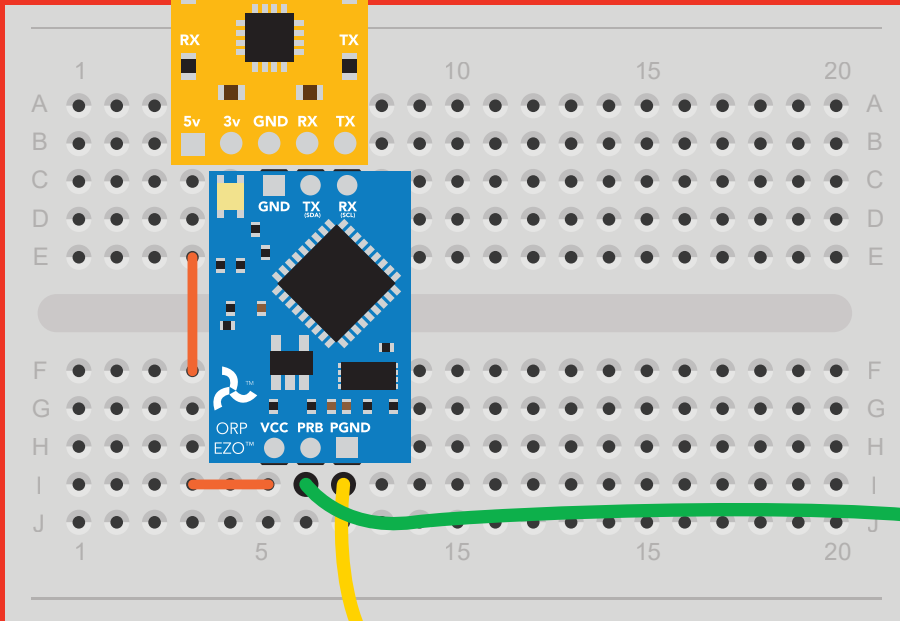 RX TX
1 10 15 20
A A
5v 3v GND RX TX
B B
C C
GND TX RX
(SDA) (SCL)
D D
E E
F F
TM
G G
ORP VCC PRB PGND
H H
EZO™
I I
J J
1 5 15 15 20